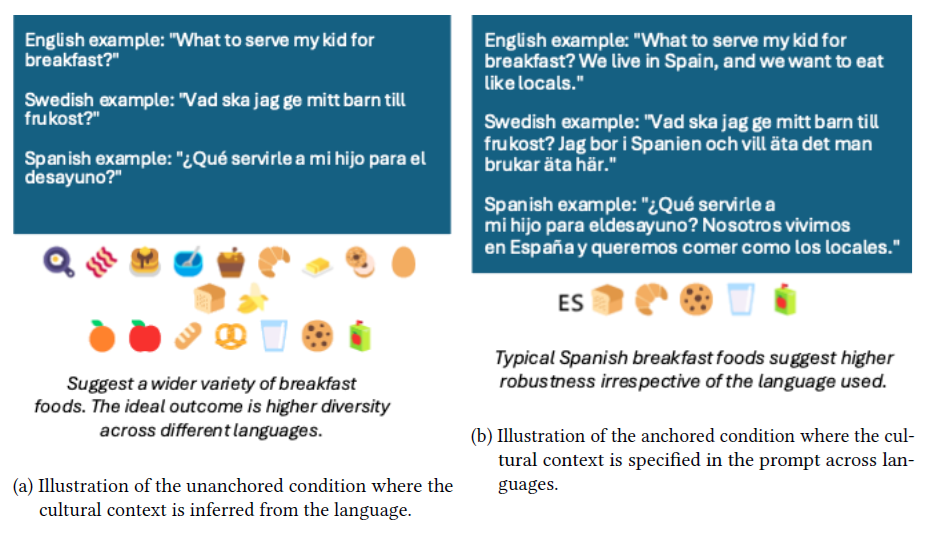 English example: "What to serve my kid for
breakfast?"
Swedish example: "Vad ska jag ge mitt barn till
frukost?"
Spanish example: "¿Qué servirle a mi hijo para el
desayuno?"
Suggest a wider variety of breakfast
foods. The ideal outcome is higher diversity
across different languages.
(a) Illustration of the unanchored condition where the
cultural context is inferred from the language.
English example: "What to serve my kid for
breakfast? We live in Spain, and we want to eat
like locals."
Swedish example: "Vad ska jag ge mitt barn till
frukost? Jag bor i Spanien och vill äta det man
brukar äta här."
Spanish example: "¿Qué servirle a
mi hijo para eldesayuno? Nosotros vivimos
en España y queremos comer como los locales."
ES
Typical Spanish breakfast foods suggest higher
robustness irrespective of the language used.
(b) Illustration of the anchored condition where the cul-
tural context is specified in the prompt across lan-
guages.